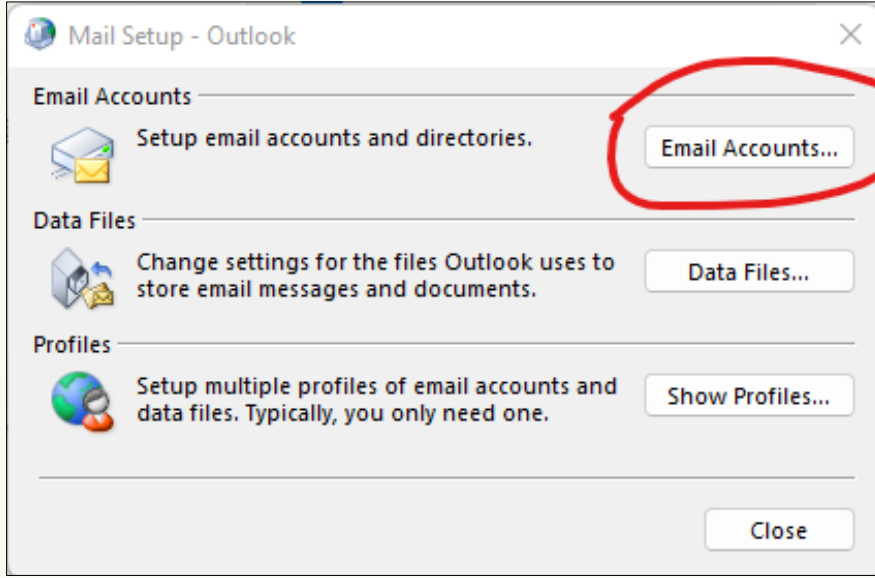 Mail Setup - Outlook
Email Accounts
Setup email accounts and directories.
Email Accounts...
Data Files
Change settings for the files Outlook uses to
store email messages and documents.
Data Files...
Profiles
Setup multiple profiles of email accounts and
data files. Typically, you only need one.
Show Profiles...
Close